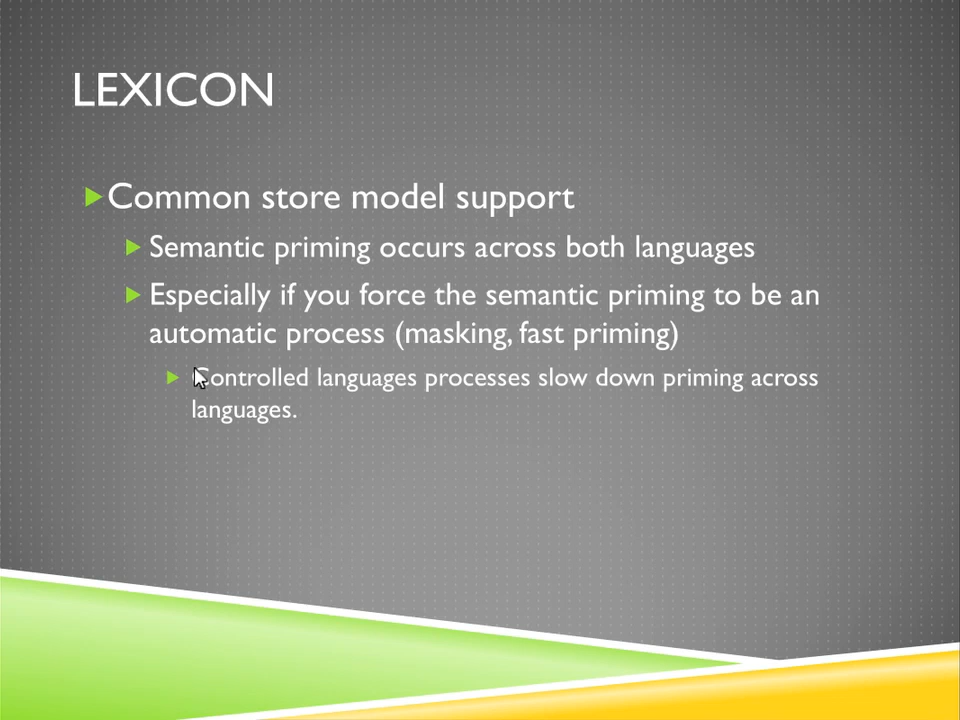 LEXICON
Common store model support
Semantic priming occurs across both languages
Especially if you force the semantic priming to be an
automatic process (masking, fast priming)
Controlled languages processes slow down priming across
languages.